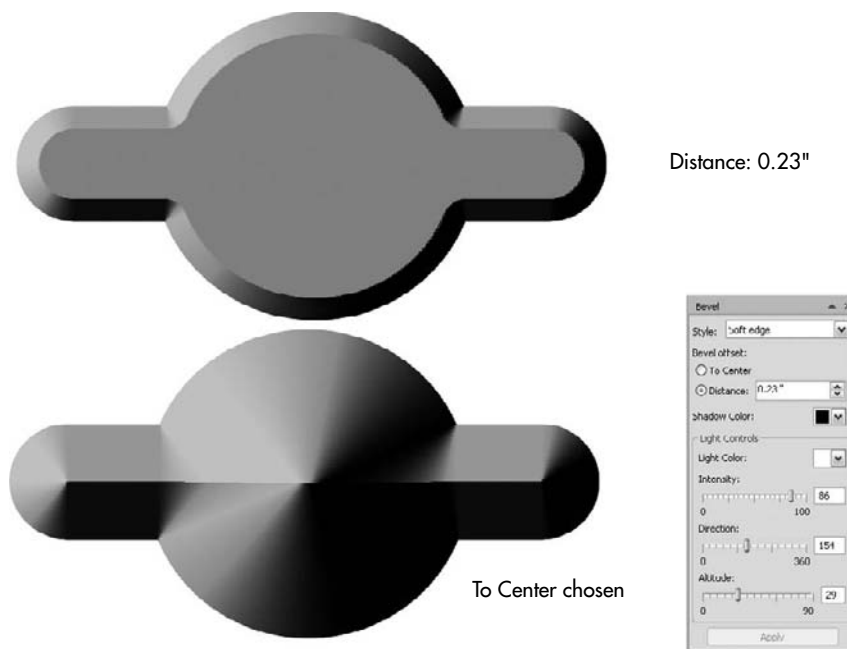 Distance: 0.23"
Bevel
Style: Soft edge
Bevel offset:
To Center
Distance: 0.23"
Shadow Color:
Light Controls
Light Color:
Intensity:
86
0 100
Direction:
154
0 360
Altitude:
29
0 90
Apply
To Center chosen